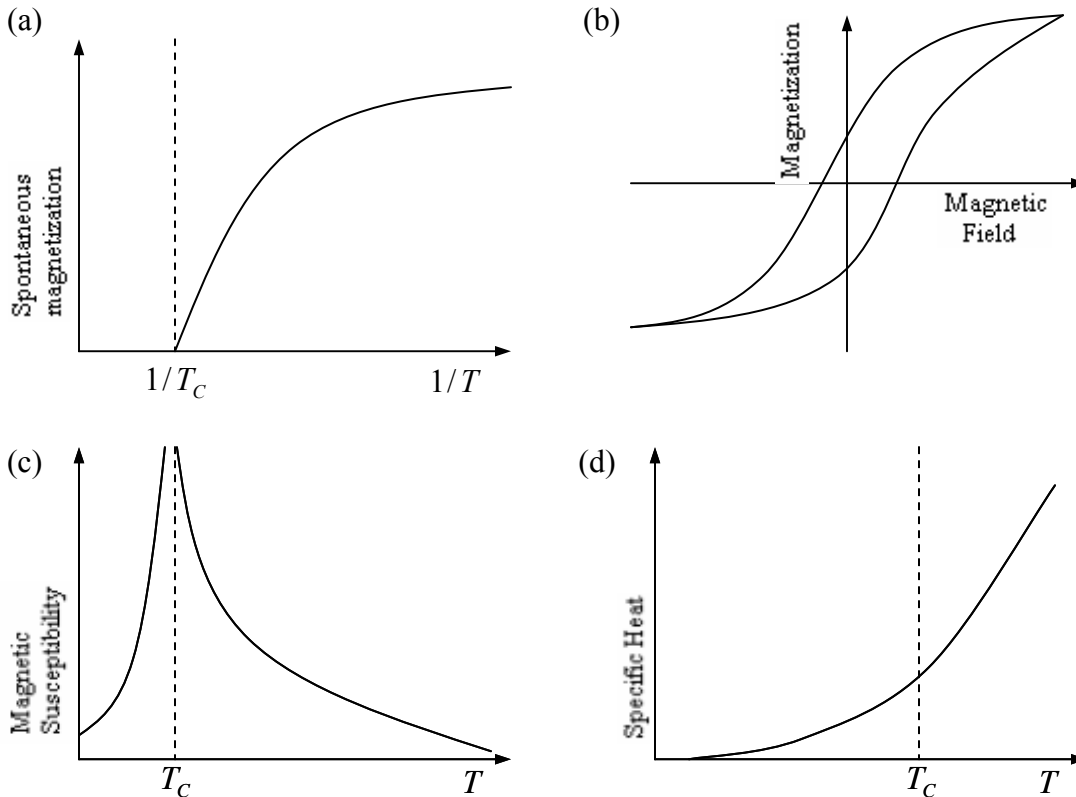 (a)
Spontaneous
magnetization
1/T_C
1/T
(b)
Magnetization
Magnetic
Field
(c)
Magnetic
Susceptibility
T_C
T
(d)
Specific Heat
T_C
T